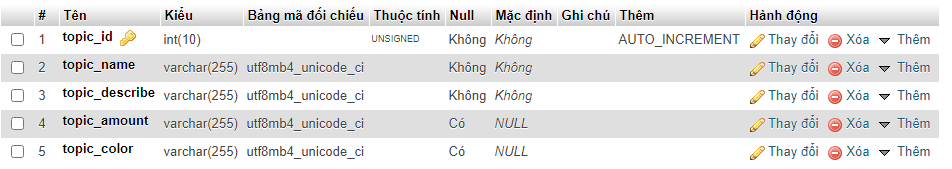 # Tên Kiểu Bảng mã đối chiếu Thuộc tính Null Mặc định Ghi chú Thêm Hành động
1 topic_id int(10) UNSIGNED Không Không AUTO_INCREMENT Thay đổi Xóa Thêm
2 topic_name varchar(255) utf8mb4_unicode_ci Không Không Thay đổi Xóa Thêm
3 topic_describe varchar(255) utf8mb4_unicode_ci Không Không Thay đổi Xóa Thêm
4 topic_amount varchar(255) utf8mb4_unicode_ci Có NULL Thay đổi Xóa Thêm
5 topic_color varchar(255) utf8mb4_unicode_ci Có NULL Thay đổi Xóa Thêm